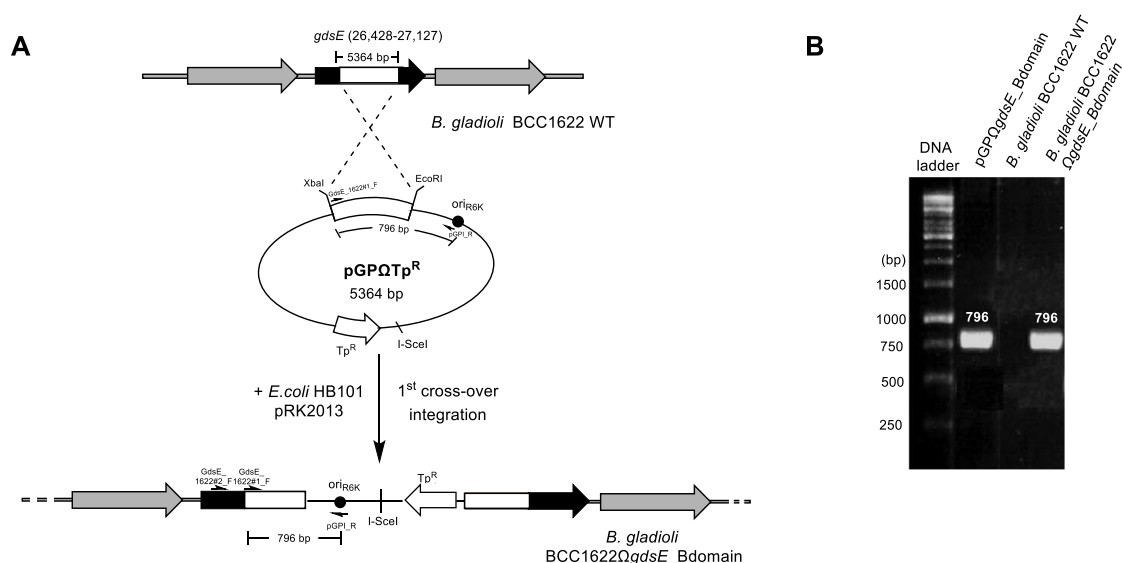 A
gdsE (26,428-27,127)
5364 bp
B. gladioli BCC1622 WT
XbaI
GdsE_1622#1_F
EcoRI
oriR6K
796 bp
pGPI_R
pGPΩTpR
5364 bp
TpR
I-SceI
+ E.coli HB101
pRK2013
1st cross-over
integration
GdsE_
1622#2_F
GdsE_
1622#1_F
oriR6K
TpR
I-SceI
pGPI_R
796 bp
B. gladioli
BCC1622ΩgdsE_Bdomain
B
DNA
ladder
pGPΩgdsE_Bdomain
B. gladioli BCC1622 WT
B. gladioli BCC1622
ΩgdsE_Bdomain
(bp)
1500
1000
750
500
250
796
796